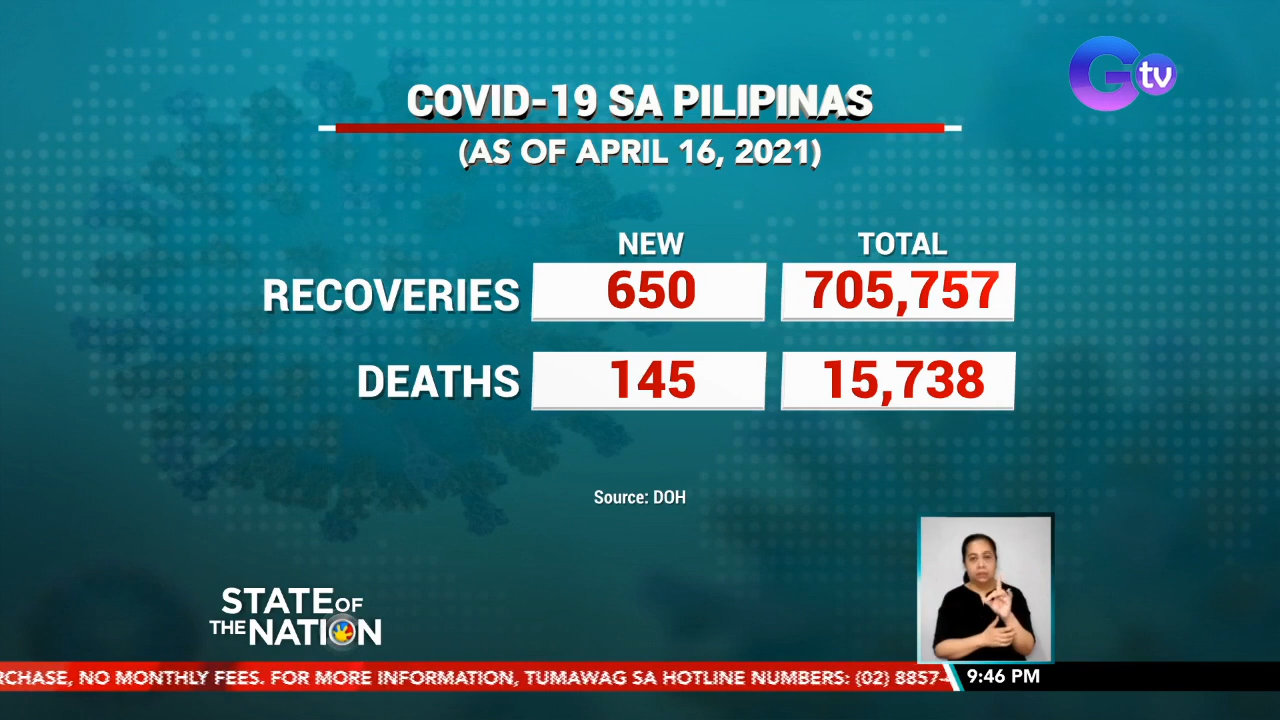 Gtv
COVID-19 SA PILIPINAS
(AS OF APRIL 16, 2021)
NEW TOTAL
RECOVERIES 650 705,757
DEATHS 145 15,738
Source: DOH
STATE OF
THE NATION
RCHASE, NO MONTHLY FEES. FOR MORE INFORMATION, TUMAWAG SA HOTLINE NUMBERS: (02) 8857-
9:46 PM